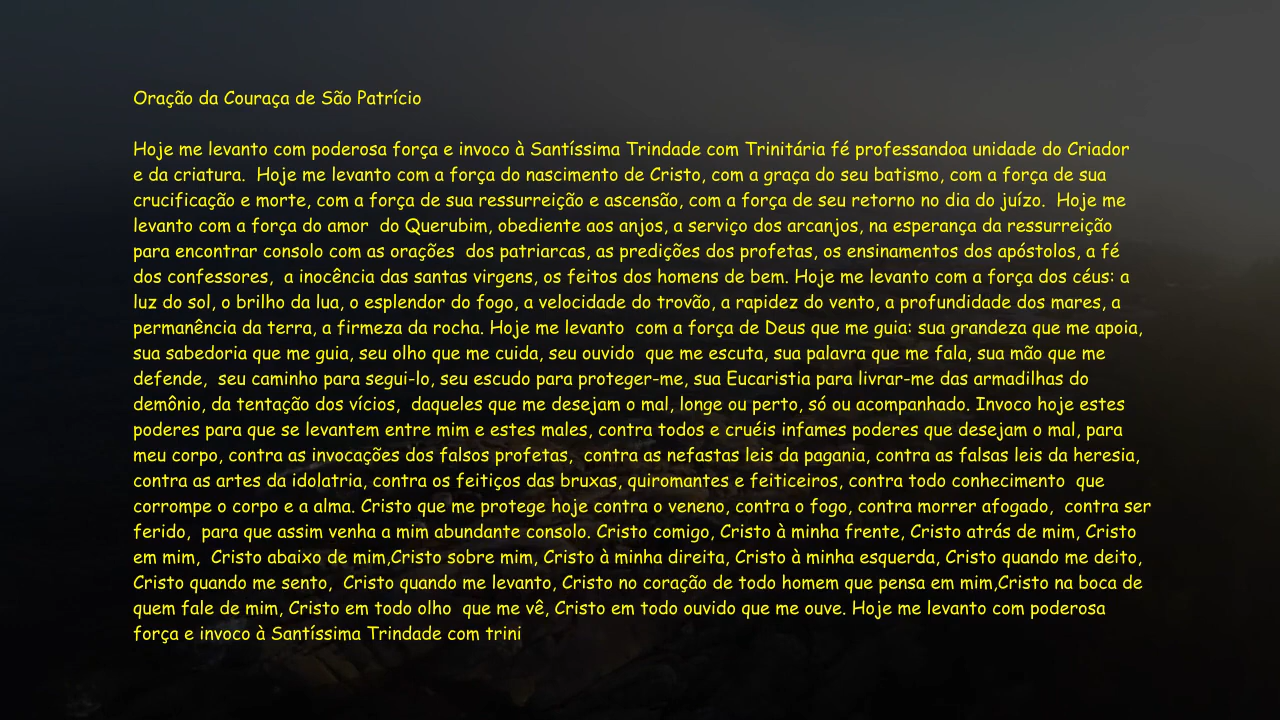 Oração da Couraça de São Patrício
Hoje me levanto com poderosa força e invoco à Santíssima Trindade com Trinitária fé professandoa unidade do Criador
e da criatura.  Hoje me levanto com a força do nascimento de Cristo, com a graça do seu batismo, com a força de sua
crucificação e morte, com a força de sua ressurreição e ascensão, com a força de seu retorno no dia do juízo.  Hoje me
levanto com a força do amor  do Querubim, obediente aos anjos, a serviço dos arcanjos, na esperança da ressurreição
para encontrar consolo com as orações  dos patriarcas, as predições dos profetas, os ensinamentos dos apóstolos, a fé
dos confessores,  a inocência das santas virgens, os feitos dos homens de bem. Hoje me levanto com a força dos céus: a
luz do sol, o brilho da lua, o esplendor do fogo, a velocidade do trovão, a rapidez do vento, a profundidade dos mares, a
permanência da terra, a firmeza da rocha. Hoje me levanto  com a força de Deus que me guia: sua grandeza que me apoia,
sua sabedoria que me guia, seu olho que me cuida, seu ouvido  que me escuta, sua palavra que me fala, sua mão que me
defende,  seu caminho para segui-lo, seu escudo para proteger-me, sua Eucaristia para livrar-me das armadilhas do
demônio, da tentação dos vícios,  daqueles que me desejam o mal, longe ou perto, só ou acompanhado. Invoco hoje estes
poderes para que se levantem entre mim e estes males, contra todos e cruéis infames poderes que desejam o mal, para
meu corpo, contra as invocações dos falsos profetas,  contra as nefastas leis da pagania, contra as falsas leis da heresia,
contra as artes da idolatria, contra os feitiços das bruxas, quiromantes e feiticeiros, contra todo conhecimento  que
corrompe o corpo e a alma. Cristo que me protege hoje contra o veneno, contra o fogo, contra morrer afogado,  contra ser
ferido,  para que assim venha a mim abundante consolo. Cristo comigo, Cristo à minha frente, Cristo atrás de mim, Cristo
em mim,  Cristo abaixo de mim,Cristo sobre mim, Cristo à minha direita, Cristo à minha esquerda, Cristo quando me deito,
Cristo quando me sento,  Cristo quando me levanto, Cristo no coração de todo homem que pensa em mim,Cristo na boca de
quem fale de mim, Cristo em todo olho  que me vê, Cristo em todo ouvido que me ouve. Hoje me levanto com poderosa
força e invoco à Santíssima Trindade com trini